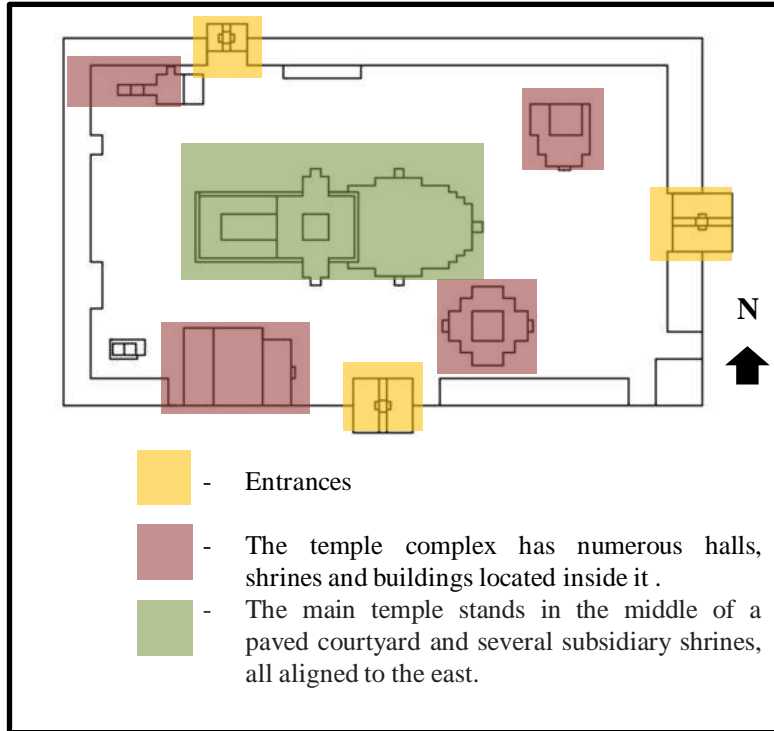 N
- Entrances
- The temple complex has numerous halls,
shrines and buildings located inside it .
- The main temple stands in the middle of a
paved courtyard and several subsidiary shrines,
all aligned to the east.